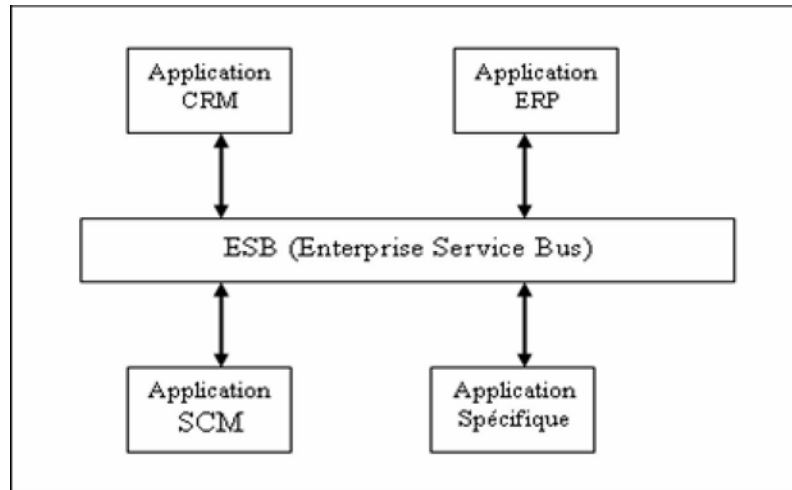 Application
CRM
Application
ERP
ESB (Enterprise Service Bus)
Application
SCM
Application
Spécifique